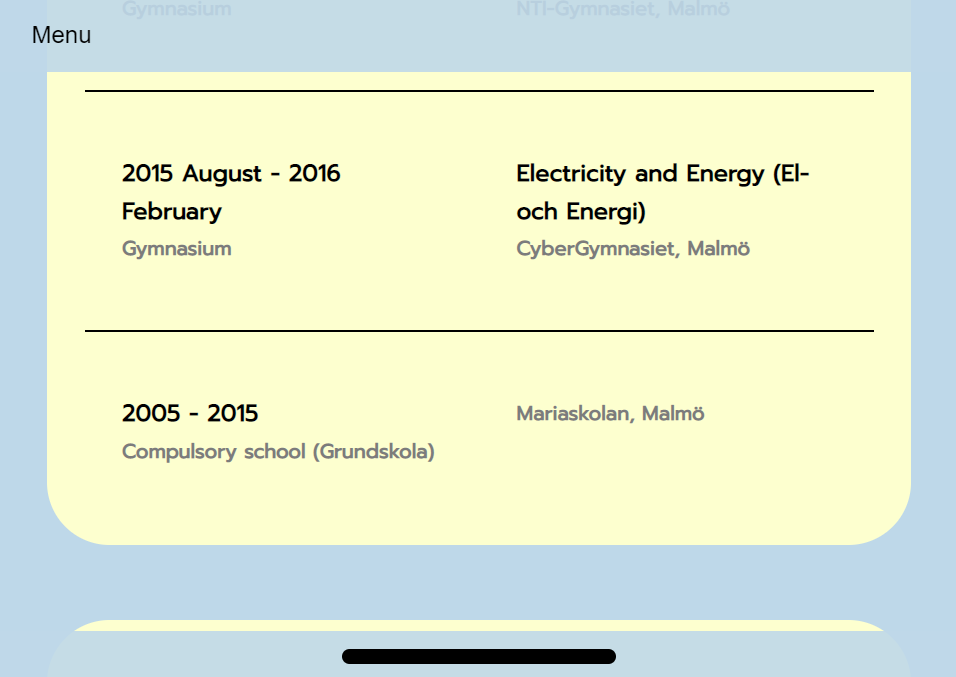 Gymnasium
NTI-Gymnasiet, Malmö
Menu
2015 August - 2016
February
Gymnasium
Electricity and Energy (El-
och Energi)
CyberGymnasiet, Malmö
2005 - 2015
Compulsory school (Grundskola)
Mariaskolan, Malmö